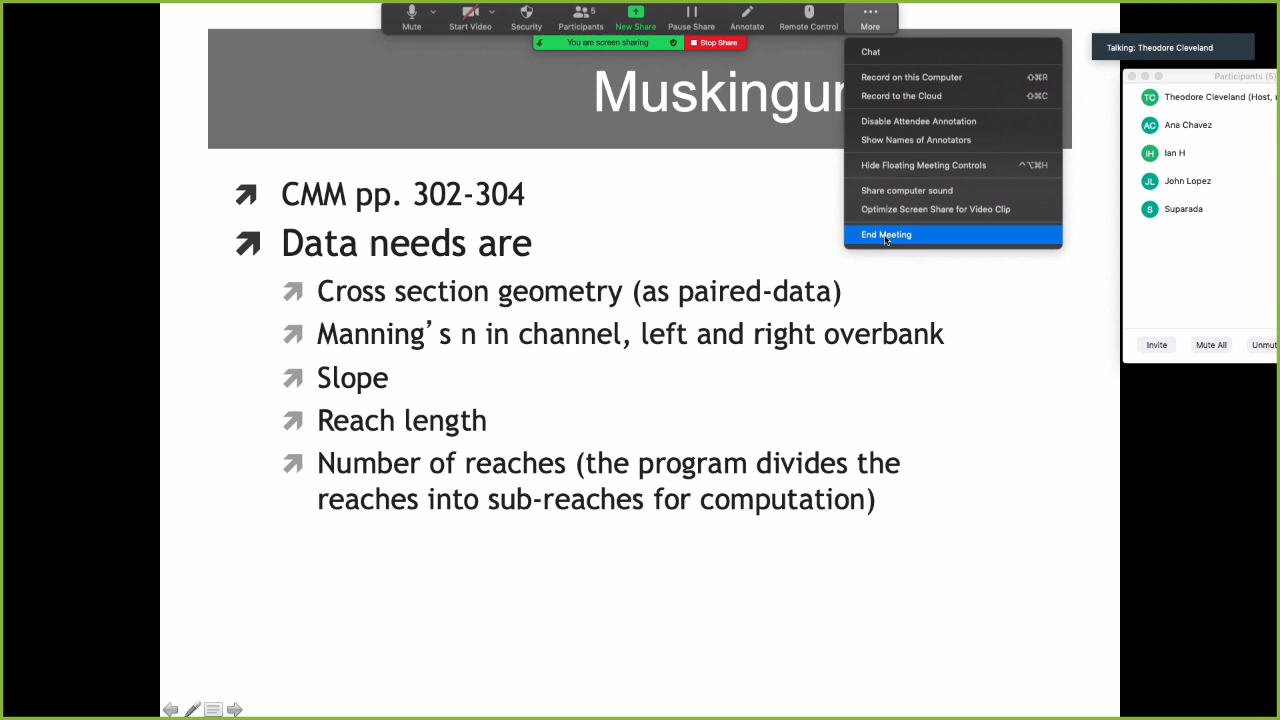 Mute
Start Video
Security
Participants 5
New Share
Pause Share
Annotate
Remote Control
More
You are screen sharing
Stop Share
Talking: Theodore Cleveland
Chat
Record on this Computer ⇧⌘R
Record to the Cloud ⇧⌘C
Disable Attendee Annotation
Show Names of Annotators
Hide Floating Meeting Controls ^⌥⌘H
Share computer sound
Optimize Screen Share for Video Clip
End Meeting
Participants (5)
TC Theodore Cleveland (Host,
AC Ana Chavez
IH Ian H
JL John Lopez
S Suparada
Invite
Mute All
Unmut
Muskingu
CMM pp. 302-304
Data needs are
Cross section geometry (as paired-data)
Manning’s n in channel, left and right overbank
Slope
Reach length
Number of reaches (the program divides the
reaches into sub-reaches for computation)